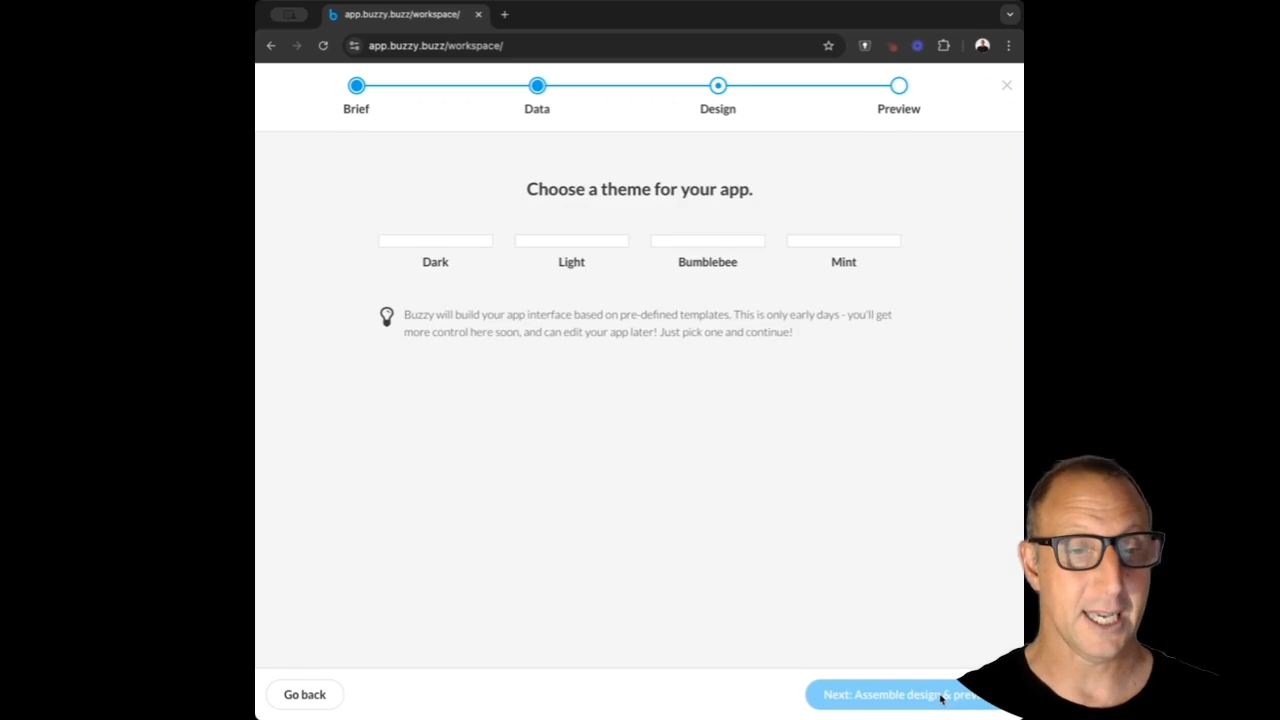 app.buzzy.buzz/workspace/
app.buzzy.buzz/workspace/
Brief
Data
Design
Preview
Choose a theme for your app.
Dark
Light
Bumblebee
Mint
Buzzy will build your app interface based on pre-defined templates. This is only early days - you'll get
more control here soon, and can edit your app later! Just pick one and continue!
Go back
Next: Assemble design &